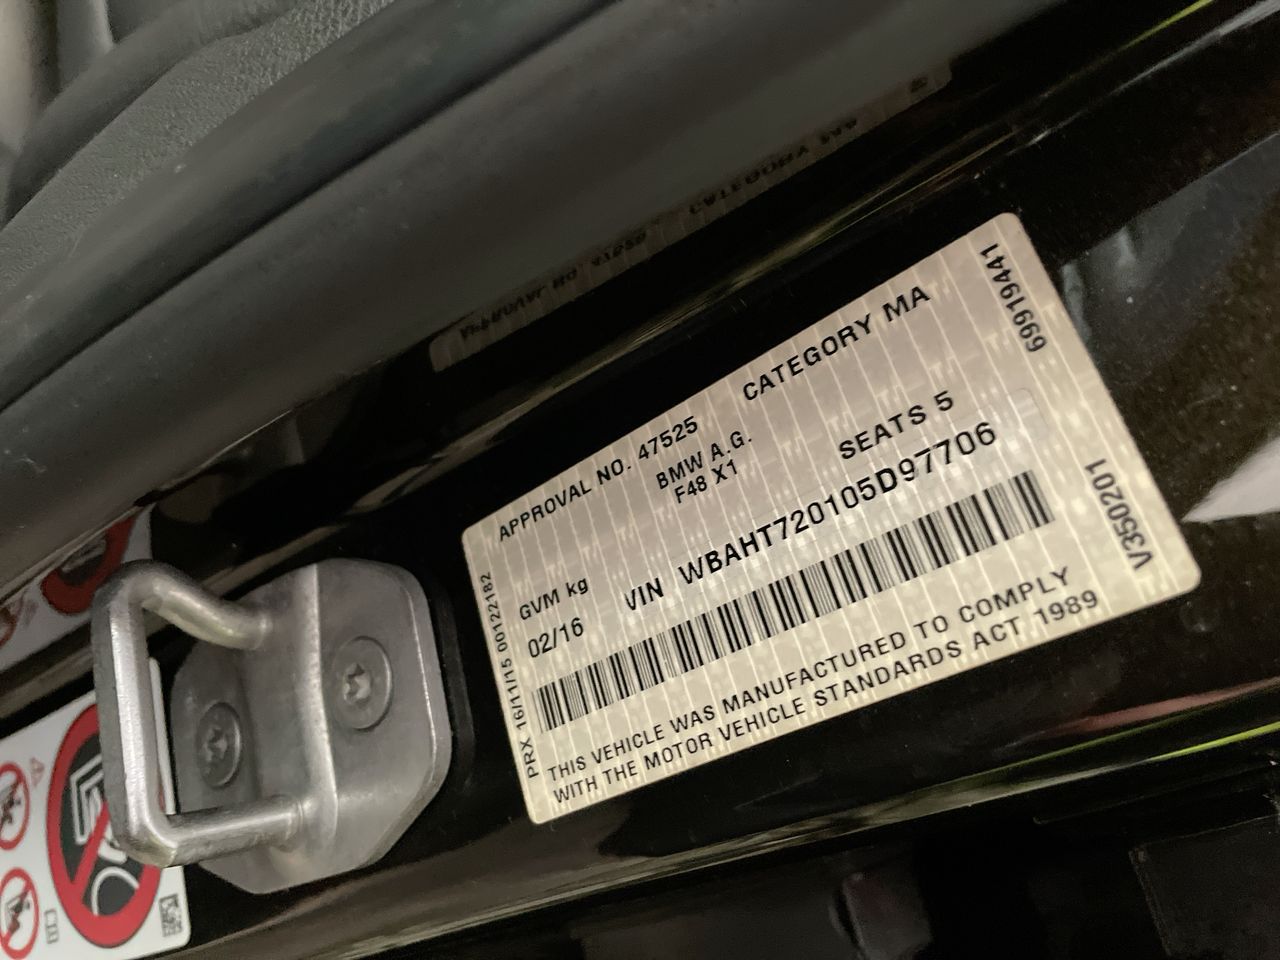 APPROVAL NO. 47525 CATEGORY MA
BMW A.G.
F48 X1
SEATS 5
GVM kg
02/16 VIN WBAHT720105D97706
THIS VEHICLE WAS MANUFACTURED TO COMPLY
WITH THE MOTOR VEHICLE STANDARDS ACT 1989
PRX 16/11/15 00122182
69919441
V350201